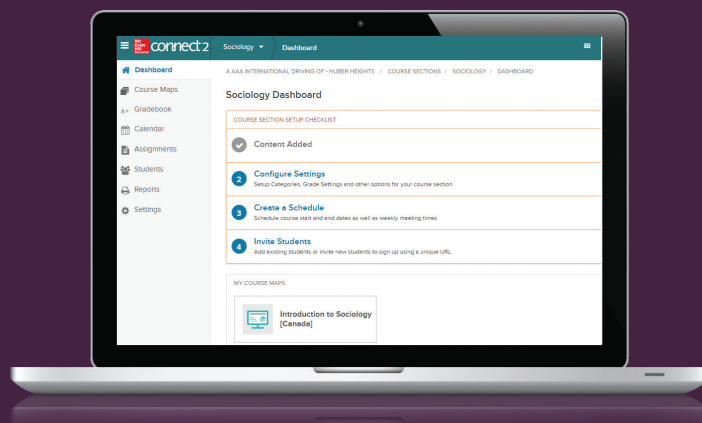 Mc
Graw
Hill
Education
connect2
Sociology
Dashboard
Dashboard
Course Maps
A+ Gradebook
Calendar
Assignments
Students
Reports
Settings
A AAA INTERNATIONAL DRIVING OF - HUBER HEIGHTS / COURSE SECTIONS / SOCIOLOGY / DASHBOARD
Sociology Dashboard
COURSE SECTION SETUP CHECKLIST
Content Added
2 Configure Settings
Setup Categories, Grade Settings and other options for your course section
3 Create a Schedule
Schedule course start and end dates as well as weekly meeting times
4 Invite Students
Add existing students or invite new students to sign up using a unique URL
MY COURSE MAPS
Introduction to Sociology
[Canada]